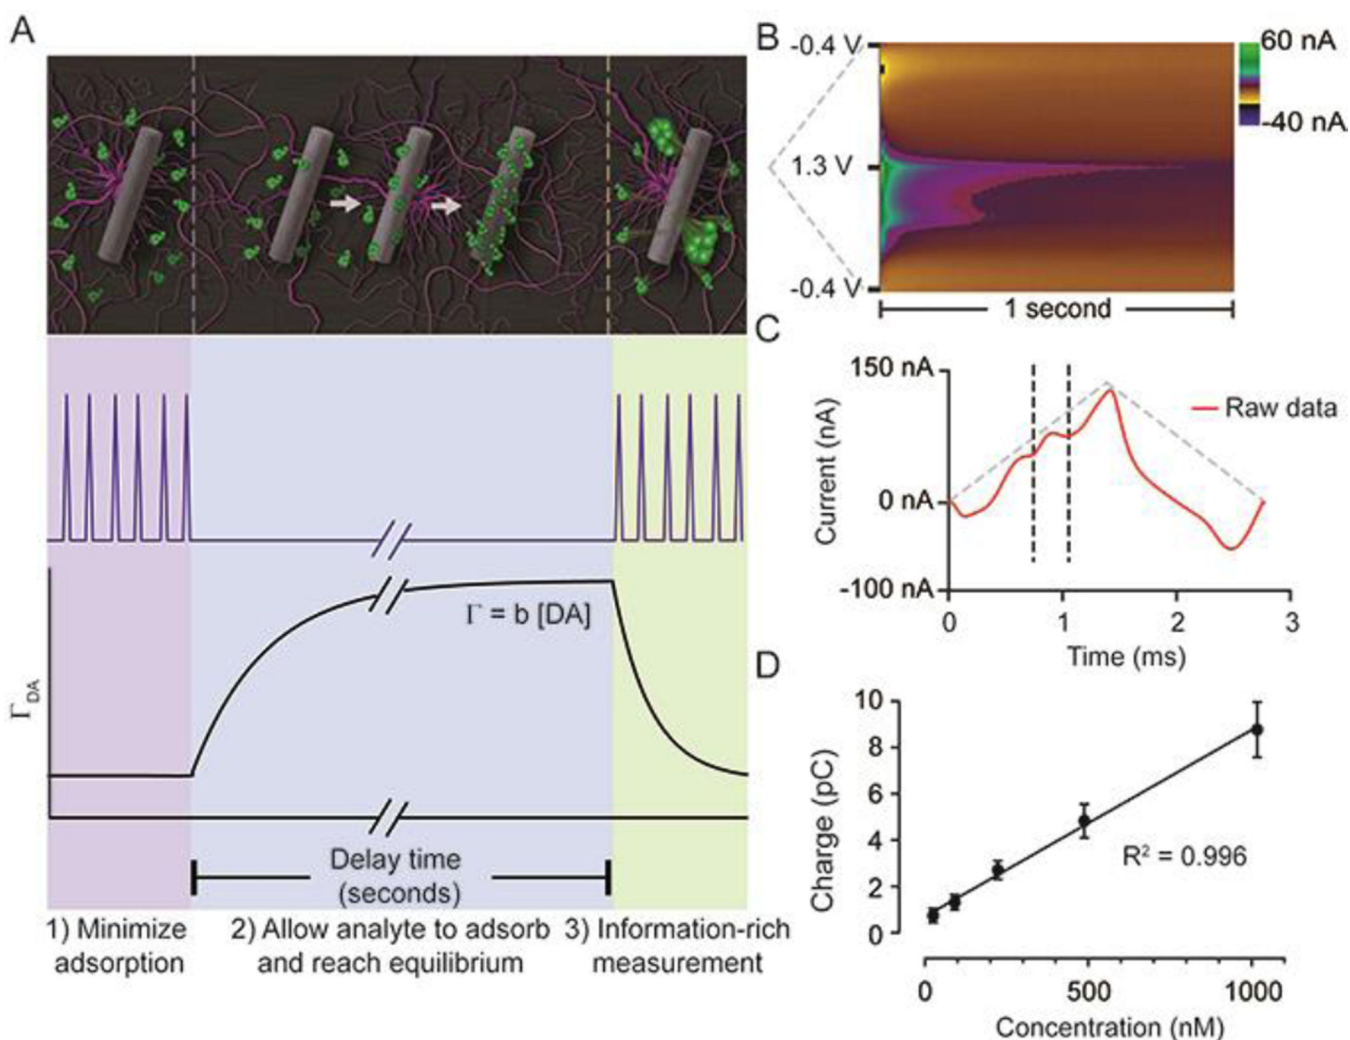 A
Γ = b [DA]
ΓDA
Delay time
(seconds)
1) Minimize
adsorption
2) Allow analyte to adsorb
and reach equilibrium
3) Information-rich
measurement
B
-0.4 V
1.3 V
-0.4 V
60 nA
-40 nA
1 second
C
150 nA
0 nA
-100 nA
Current (nA)
Raw data
0 1 2 3
Time (ms)
D
10
8
6
4
2
0
Charge (pC)
R² = 0.996
0 500 1000
Concentration (nM)